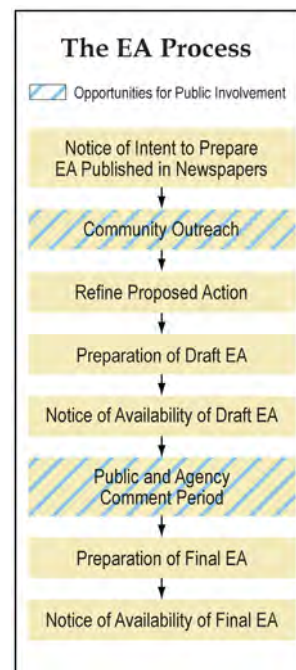 The EA Process
Opportunities for Public Involvement
Notice of Intent to Prepare
EA Published in Newspapers
Community Outreach
Refine Proposed Action
Preparation of Draft EA
Notice of Availability of Draft EA
Public and Agency
Comment Period
Preparation of Final EA
Notice of Availability of Final EA